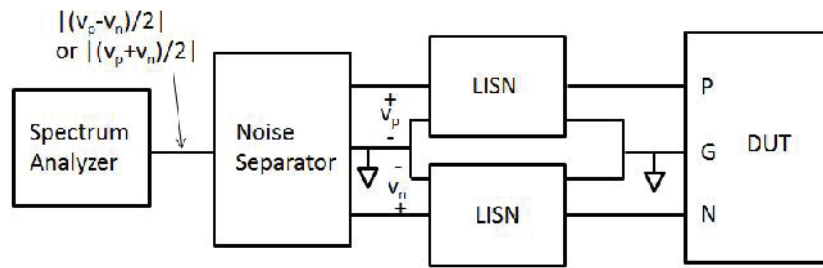 |(vp-vn)/2|
or |(vp+vn)/2|
Spectrum
Analyzer
Noise
Separator
+
vp
-
-
vn
+
LISN
LISN
P
G
N
DUT